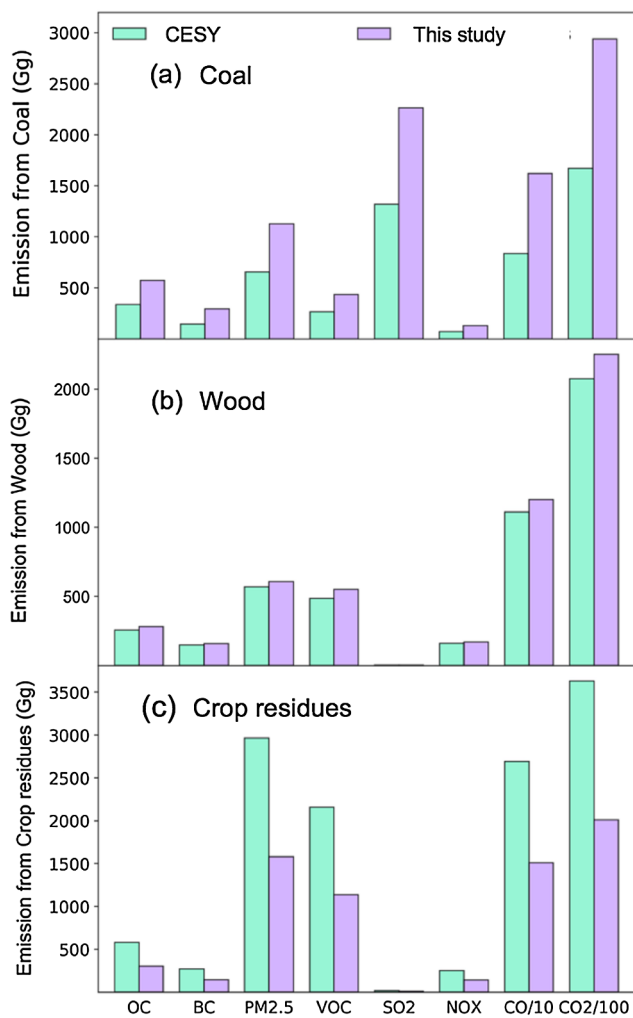 CESY This study
(a) Coal
Emission from Coal (Gg)
3000
2500
2000
1500
1000
500
(b) Wood
Emission from Wood (Gg)
2000
1500
1000
500
(c) Crop residues
Emission from Crop residues (Gg)
3500
3000
2500
2000
1500
1000
500
OC BC PM2.5 VOC SO2 NOX CO/10 CO2/100